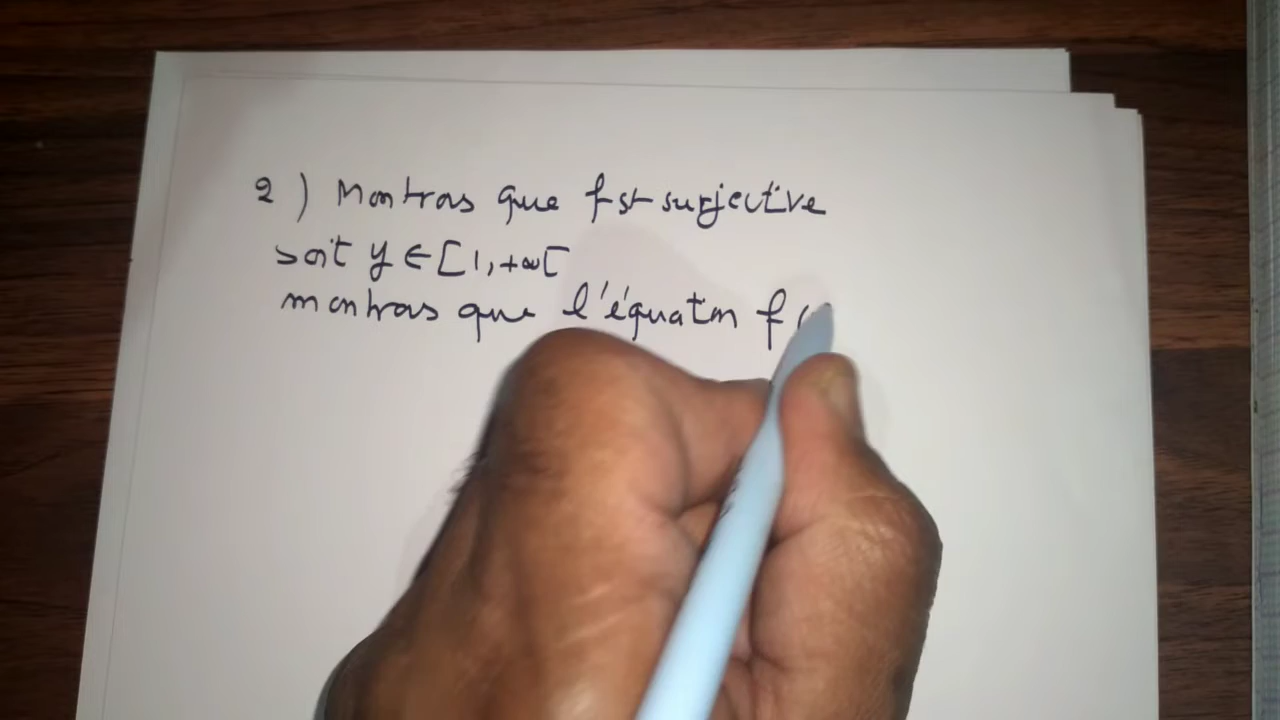 2) Montrons que f est surjective
soit y ∈ [1, +∞[
montrons que l'équation f(